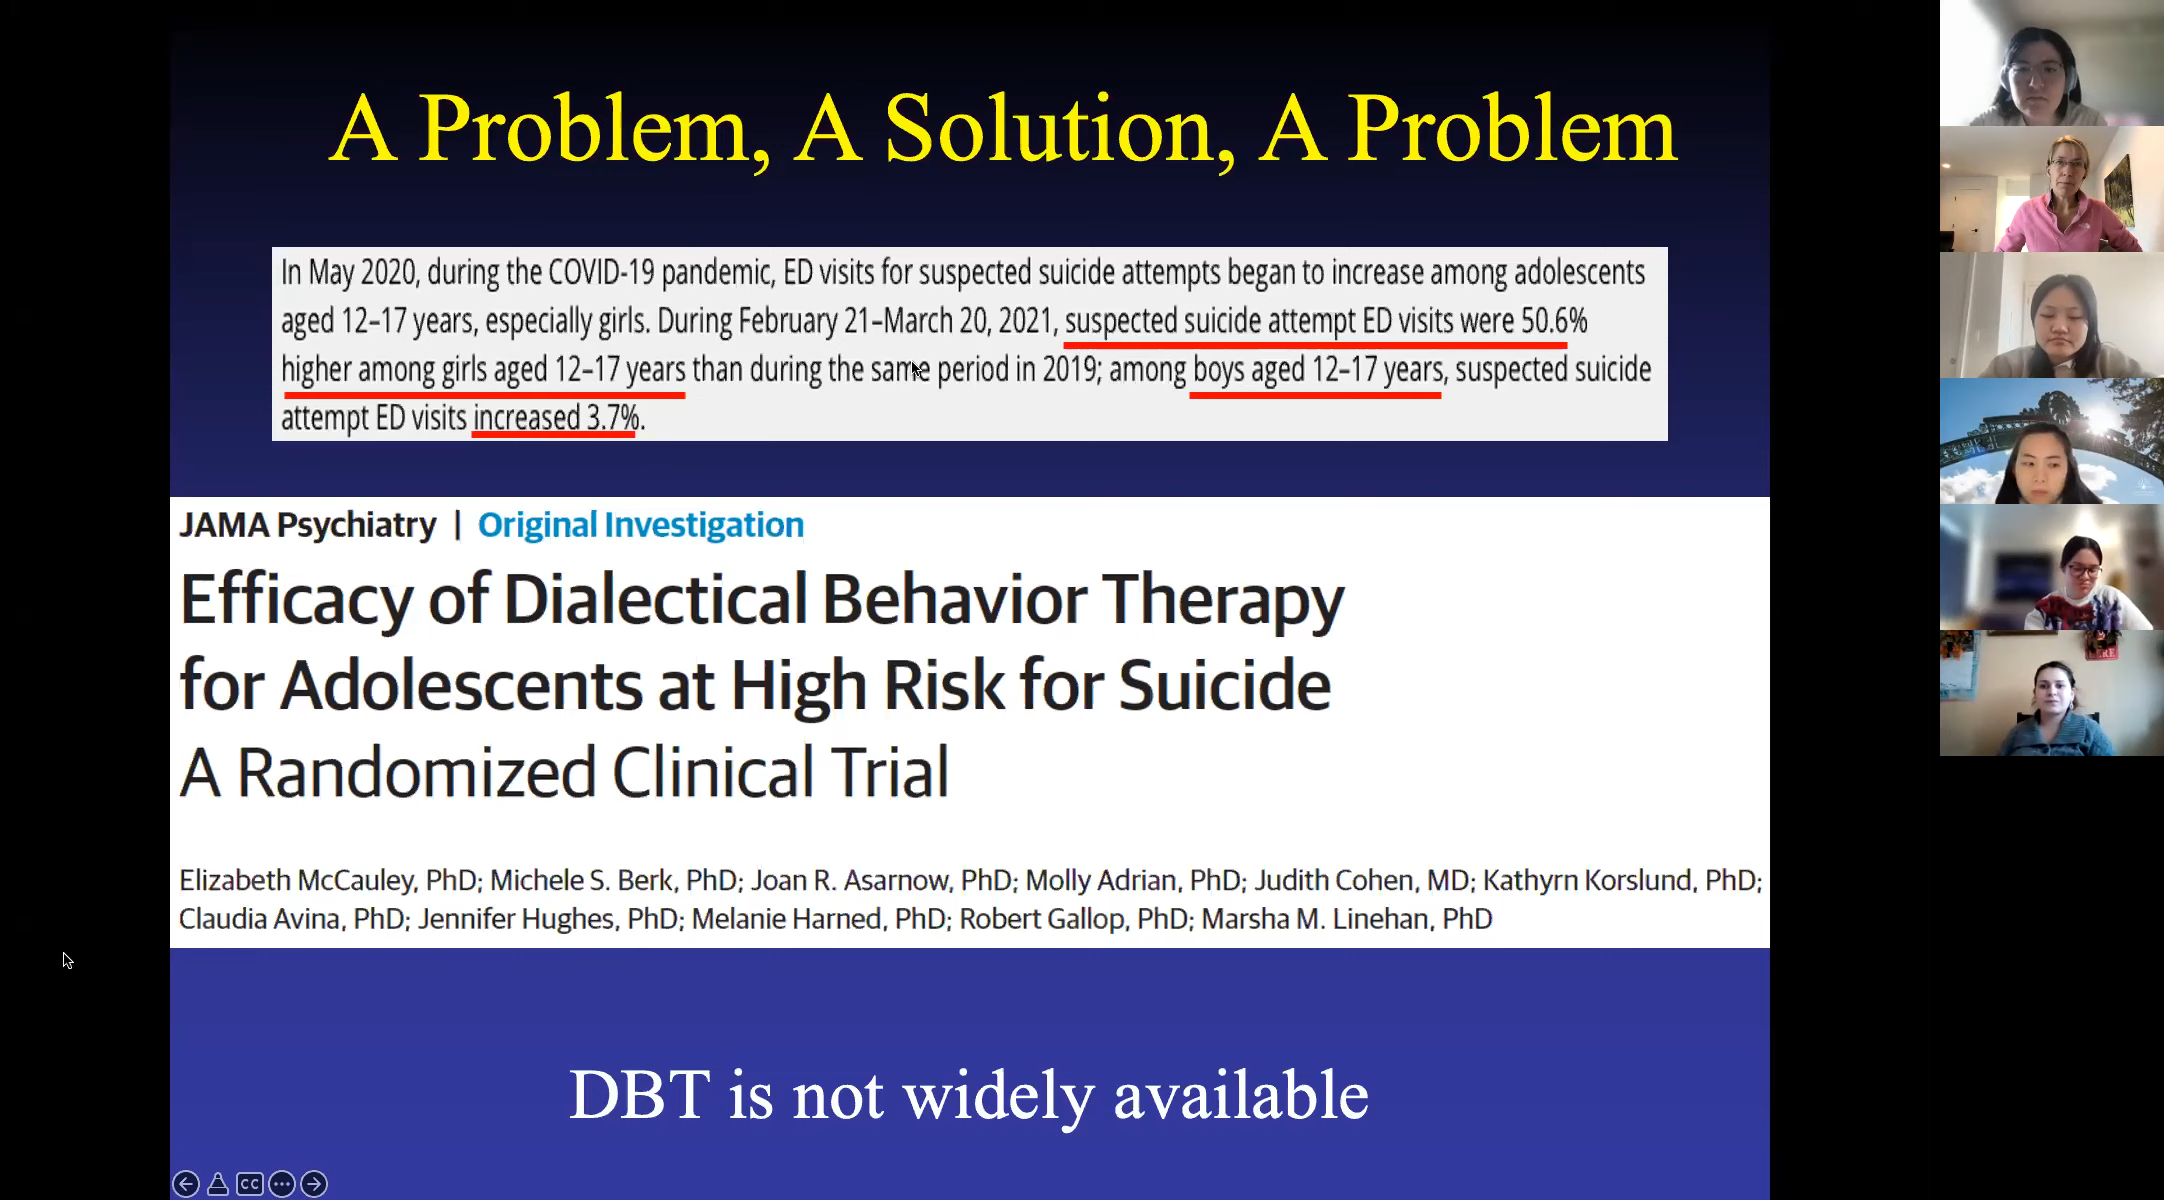 A Problem, A Solution, A Problem
In May 2020, during the COVID-19 pandemic, ED visits for suspected suicide attempts began to increase among adolescents
aged 12–17 years, especially girls. During February 21–March 20, 2021, suspected suicide attempt ED visits were 50.6%
higher among girls aged 12–17 years than during the same period in 2019; among boys aged 12–17 years, suspected suicide
attempt ED visits increased 3.7%.
JAMA Psychiatry | Original Investigation
Efficacy of Dialectical Behavior Therapy
for Adolescents at High Risk for Suicide
A Randomized Clinical Trial
Elizabeth McCauley, PhD; Michele S. Berk, PhD; Joan R. Asarnow, PhD; Molly Adrian, PhD; Judith Cohen, MD; Kathyrn Korslund, PhD;
Claudia Avina, PhD; Jennifer Hughes, PhD; Melanie Harned, PhD; Robert Gallop, PhD; Marsha M. Linehan, PhD
DBT is not widely available
CC